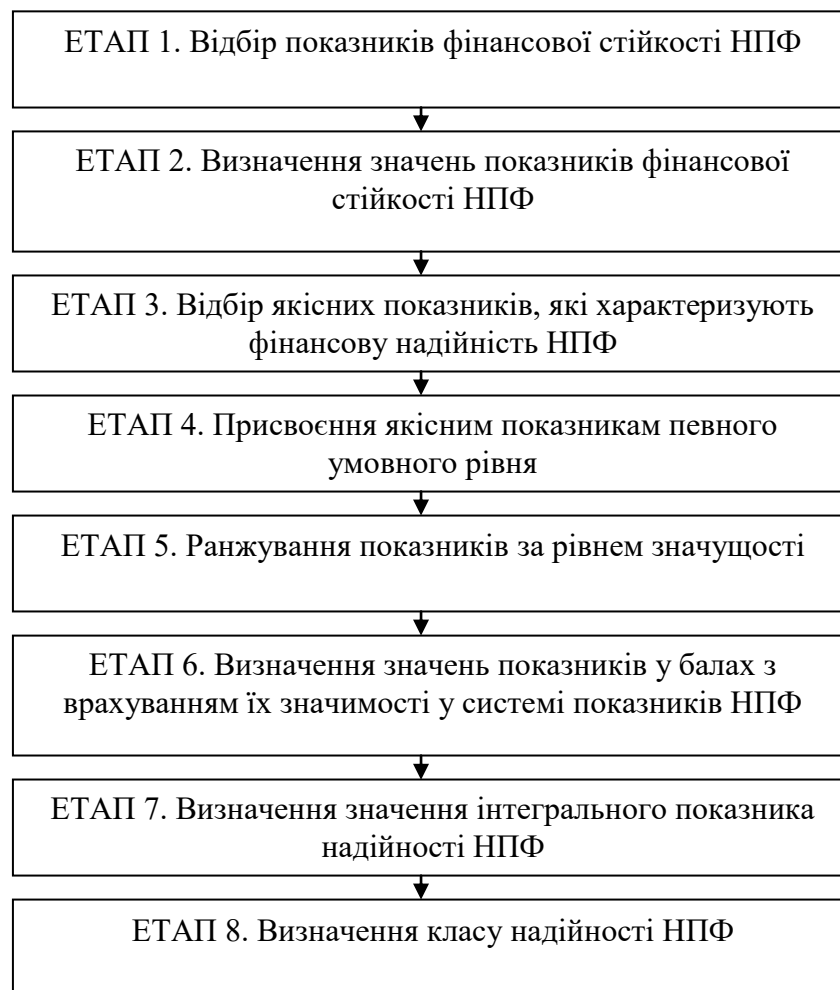 ЕТАП 1. Відбір показників фінансової стійкості НПФ
ЕТАП 2. Визначення значень показників фінансової
стійкості НПФ
ЕТАП 3. Відбір якісних показників, які характеризують
фінансову надійність НПФ
ЕТАП 4. Присвоєння якісним показникам певного
умовного рівня
ЕТАП 5. Ранжування показників за рівнем значущості
ЕТАП 6. Визначення значень показників у балах з
врахуванням їх значимості у системі показників НПФ
ЕТАП 7. Визначення значення інтегрального показника
надійності НПФ
ЕТАП 8. Визначення класу надійності НПФ